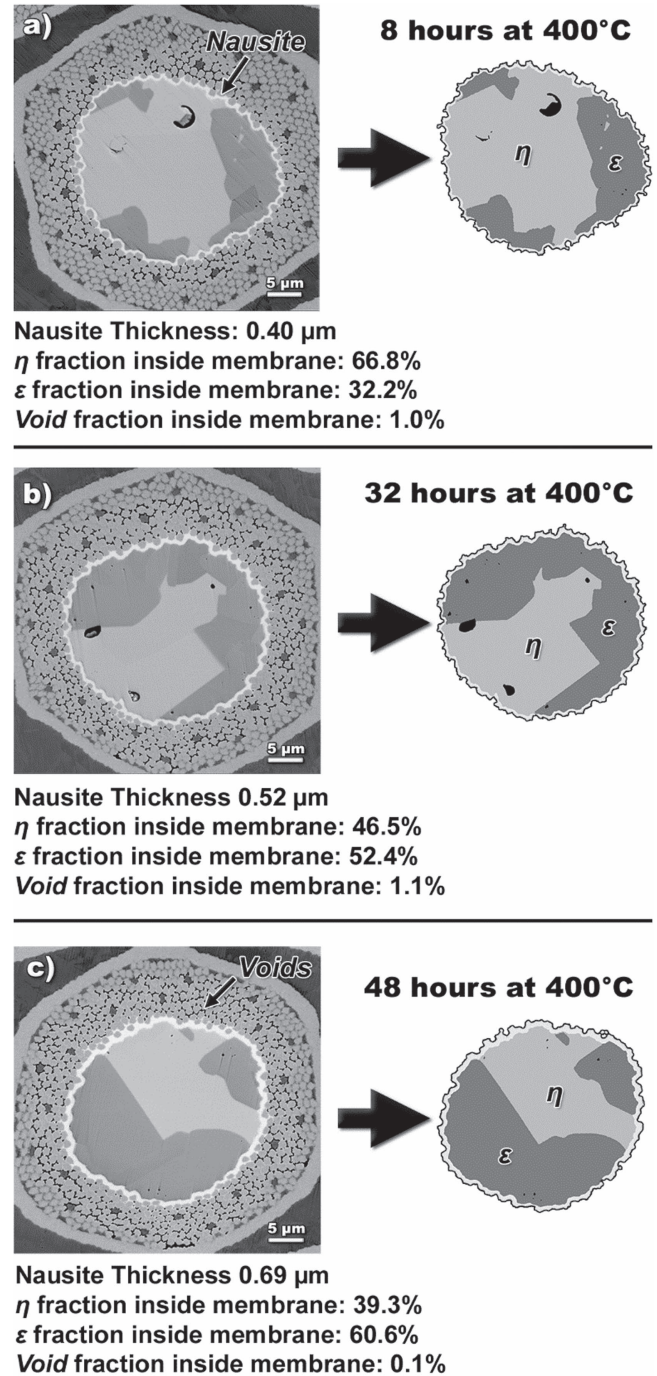 a)
Nausite
8 hours at 400°C
η
ε
5 µm
Nausite Thickness: 0.40 µm
η fraction inside membrane: 66.8%
ε fraction inside membrane: 32.2%
Void fraction inside membrane: 1.0%
b)
32 hours at 400°C
η
ε
5 µm
Nausite Thickness 0.52 µm
η fraction inside membrane: 46.5%
ε fraction inside membrane: 52.4%
Void fraction inside membrane: 1.1%
c)
Voids
48 hours at 400°C
η
ε
5 µm
Nausite Thickness 0.69 µm
η fraction inside membrane: 39.3%
ε fraction inside membrane: 60.6%
Void fraction inside membrane: 0.1%